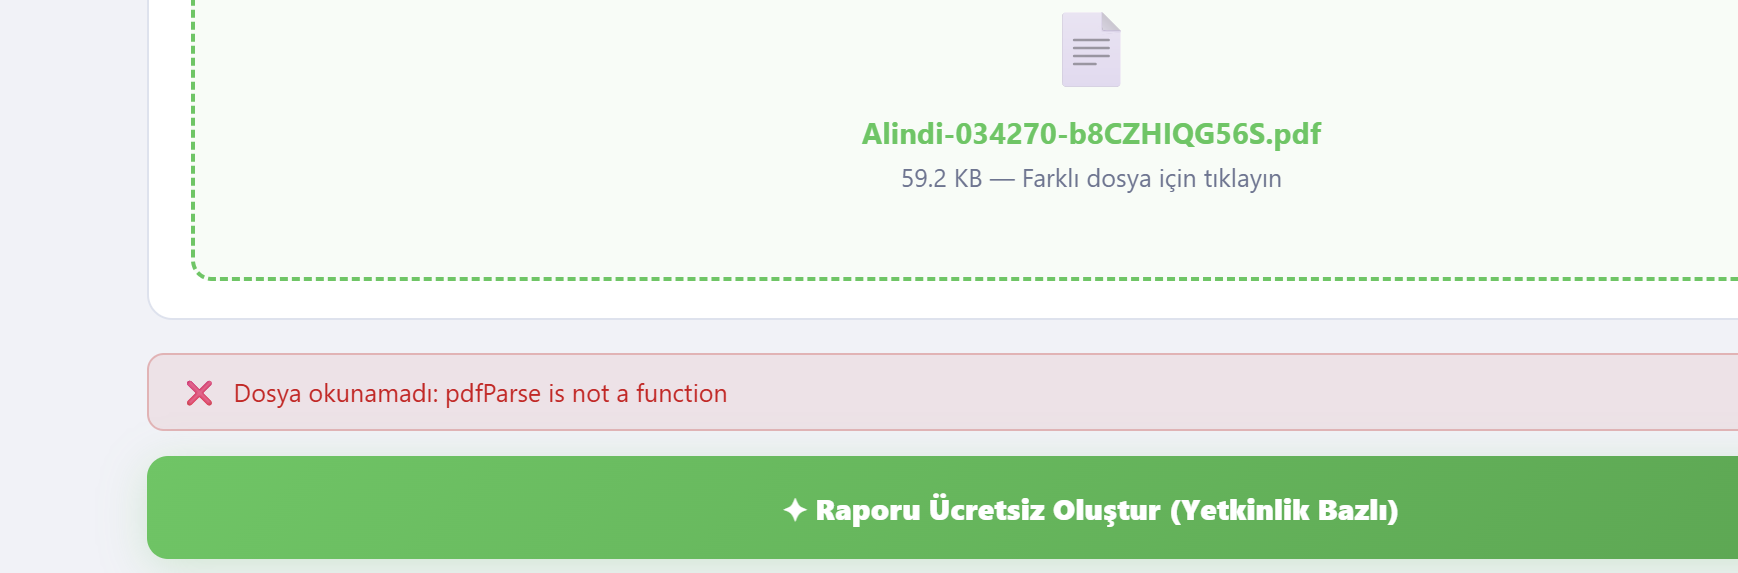 Alindi-034270-b8CZHIQG56S.pdf
59.2 KB — Farklı dosya için tıklayın
Dosya okunamadı: pdfParse is not a function
✦ Raporu Ücretsiz Oluştur (Yetkinlik Bazlı)